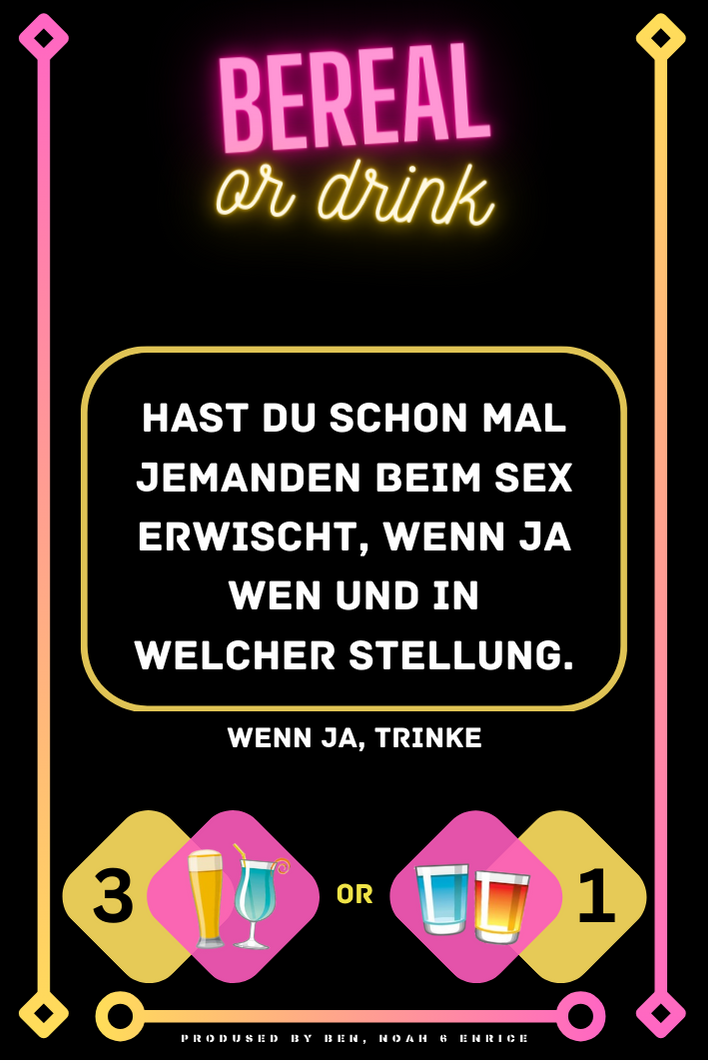 BEREAL
or drink
HAST DU SCHON MAL
JEMANDEN BEIM SEX
ERWISCHT, WENN JA
WEN UND IN
WELCHER STELLUNG.
WENN JA, TRINKE
3 OR 1
PRODUSED BY BEN, NOAH & ENRICE